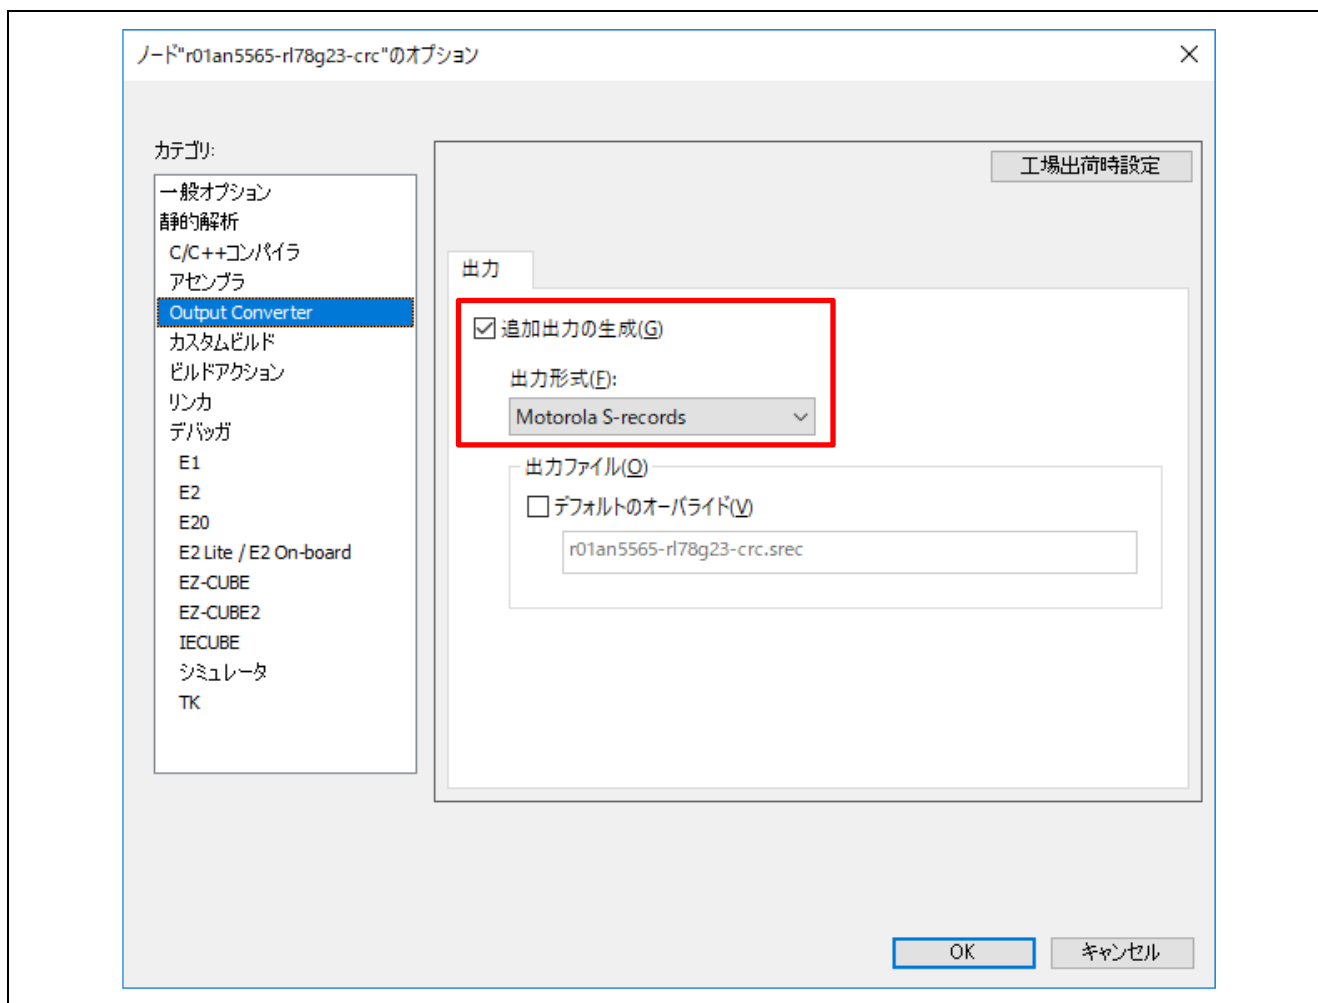 ノード"r01an5565-rl78g23-crc"のオプション
カテゴリ:
一般オプション
静的解析
C/C++コンパイラ
アセンブラ
Output Converter
カスタムビルド
ビルドアクション
リンカ
デバッガ
E1
E2
E20
E2 Lite / E2 On-board
EZ-CUBE
EZ-CUBE2
IECUBE
シミュレータ
TK
工場出荷時設定
出力
追加出力の生成(G)
出力形式(F):
Motorola S-records
出力ファイル(O)
デフォルトのオーバライド(V)
r01an5565-rl78g23-crc.srec
OK
キャンセル